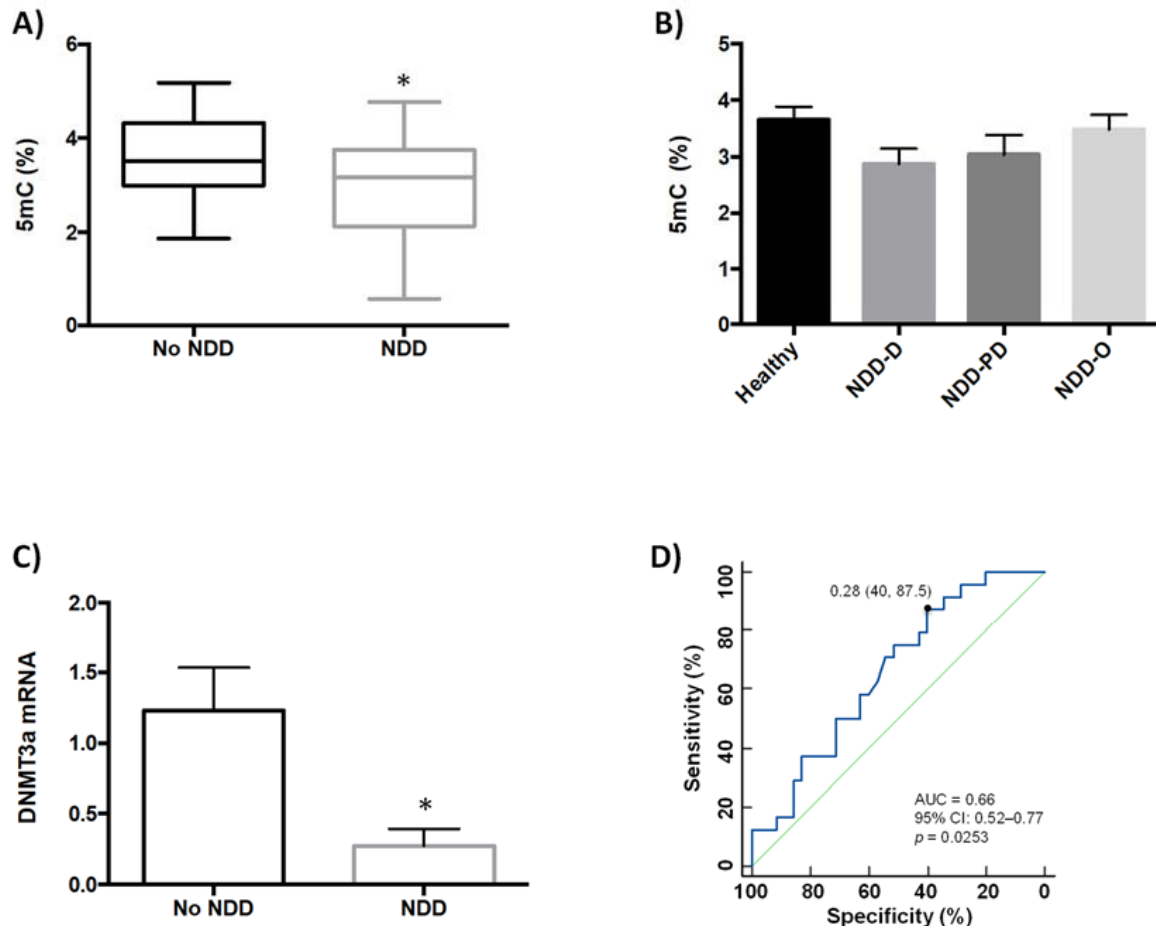 A)
6
4
2
0
5mC (%)
*
No NDD
NDD
B)
5
4
3
2
1
0
5mC (%)
Healthy
NDD-D
NDD-PD
NDD-O
C)
2.0
1.5
1.0
0.5
0.0
DNMT3a mRNA
*
No NDD
NDD
D)
100
80
60
40
20
0
Sensitivity (%)
0.28 (40, 87.5)
AUC = 0.66
95% CI: 0.52–0.77
p = 0.0253
100 80 60 40 20 0
Specificity (%)